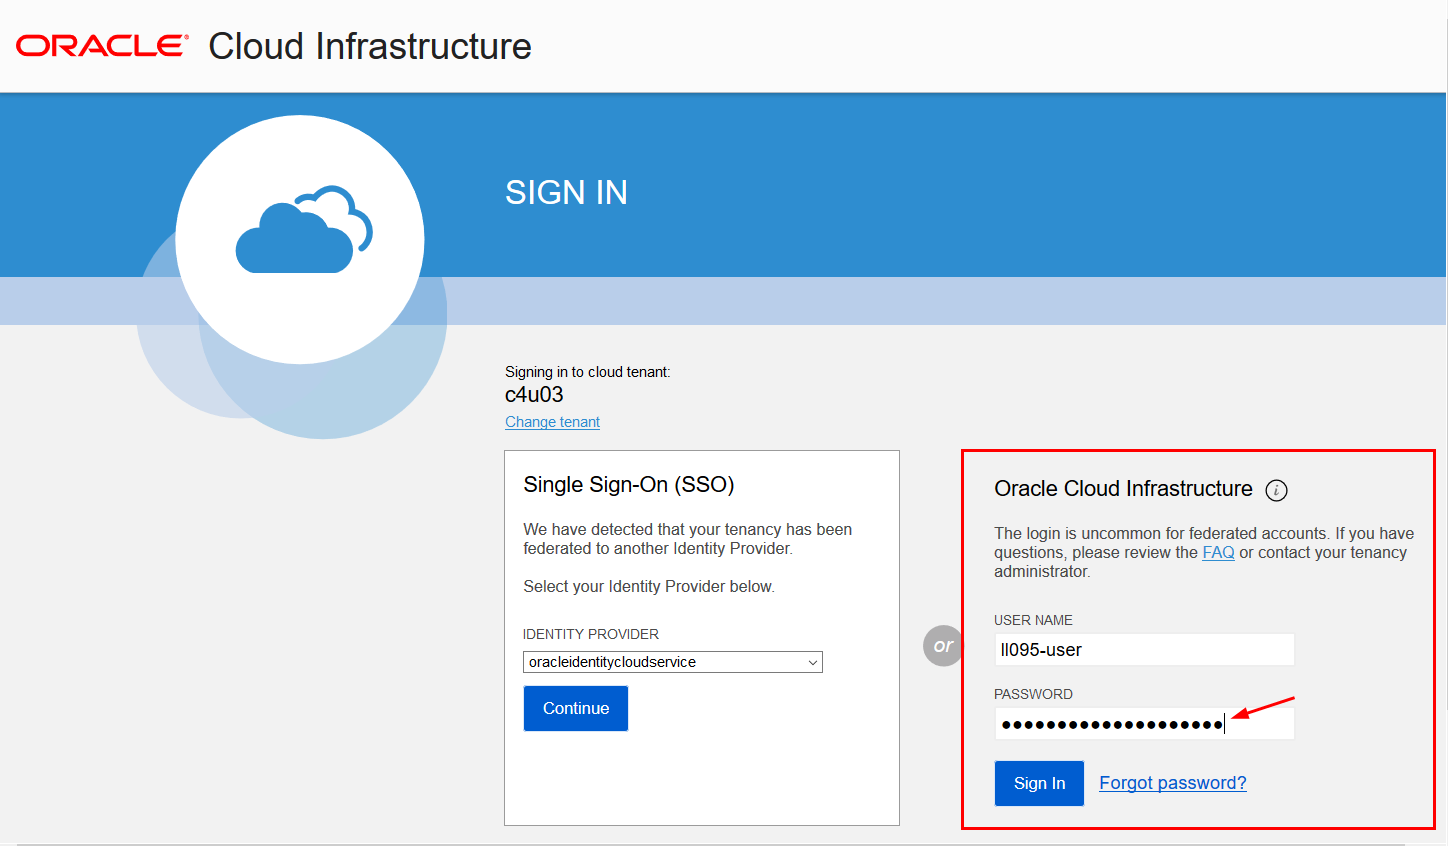 ORACLE® Cloud Infrastructure
SIGN IN
Signing in to cloud tenant:
c4u03
Change tenant
Single Sign-On (SSO)
We have detected that your tenancy has been
federated to another Identity Provider.
Select your Identity Provider below.
IDENTITY PROVIDER
oracleidentitycloudservice
Continue
or
Oracle Cloud Infrastructure i
The login is uncommon for federated accounts. If you have
questions, please review the FAQ or contact your tenancy
administrator.
USER NAME
ll095-user
PASSWORD
●●●●●●●●●●●●●●●●●●●●
Sign In Forgot password?